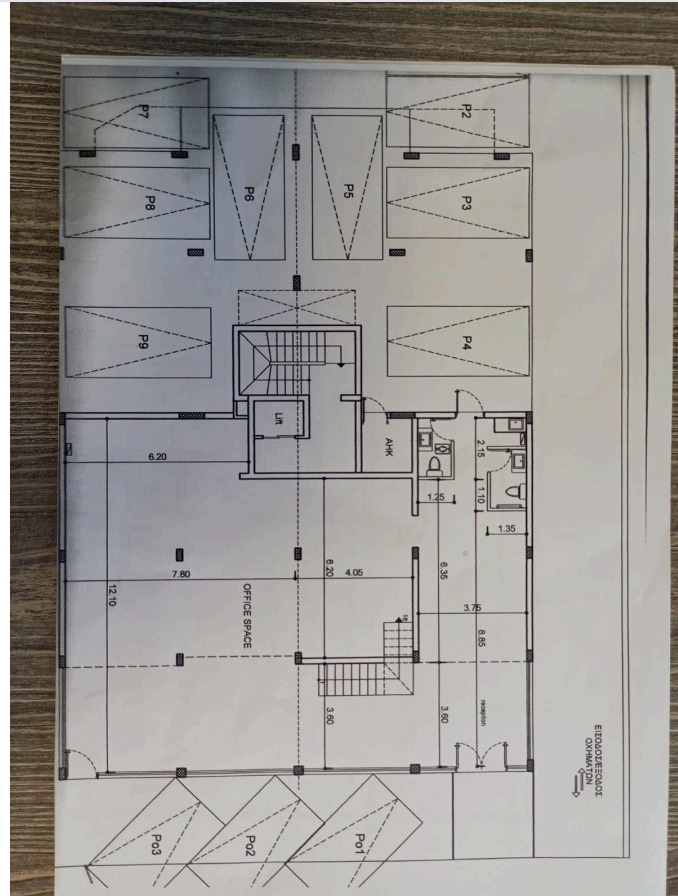 P7
P2
P6
P5
P8
P3
P9
P4
Lift
AHK
2.15
1.10
1.25
1.35
6.20
6.20
6.35
7.80
4.05
3.75
12.10
8.85
OFFICE SPACE
16
3.60
3.60
reception
ΕΙΣΟΔΟΣ/ΕΞΟΔΟΣ
ΟΧΗΜΑΤΩΝ
Po3
Po2
Po1